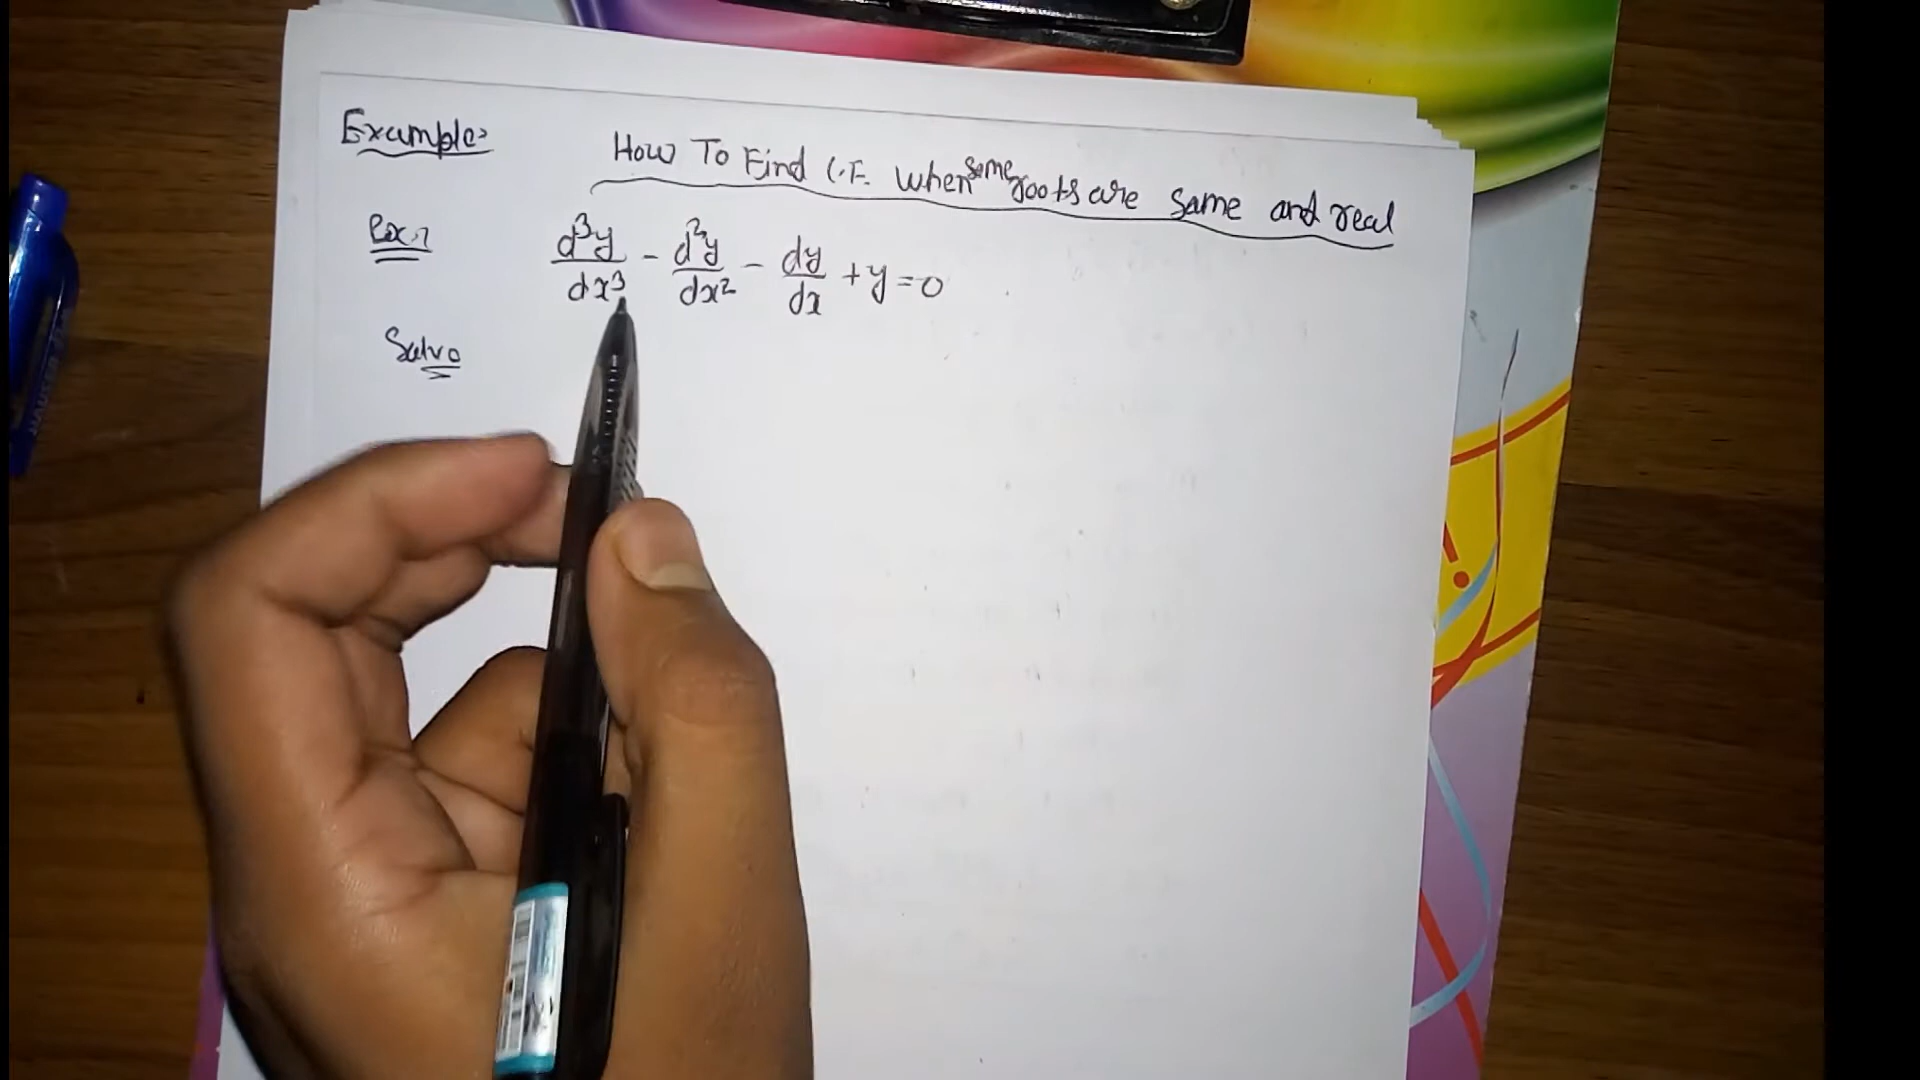 Example:
How To Find C.F. when some roots are same and real
Ex.1
d³y/dx³ - d²y/dx² - dy/dx + y = 0
Solve